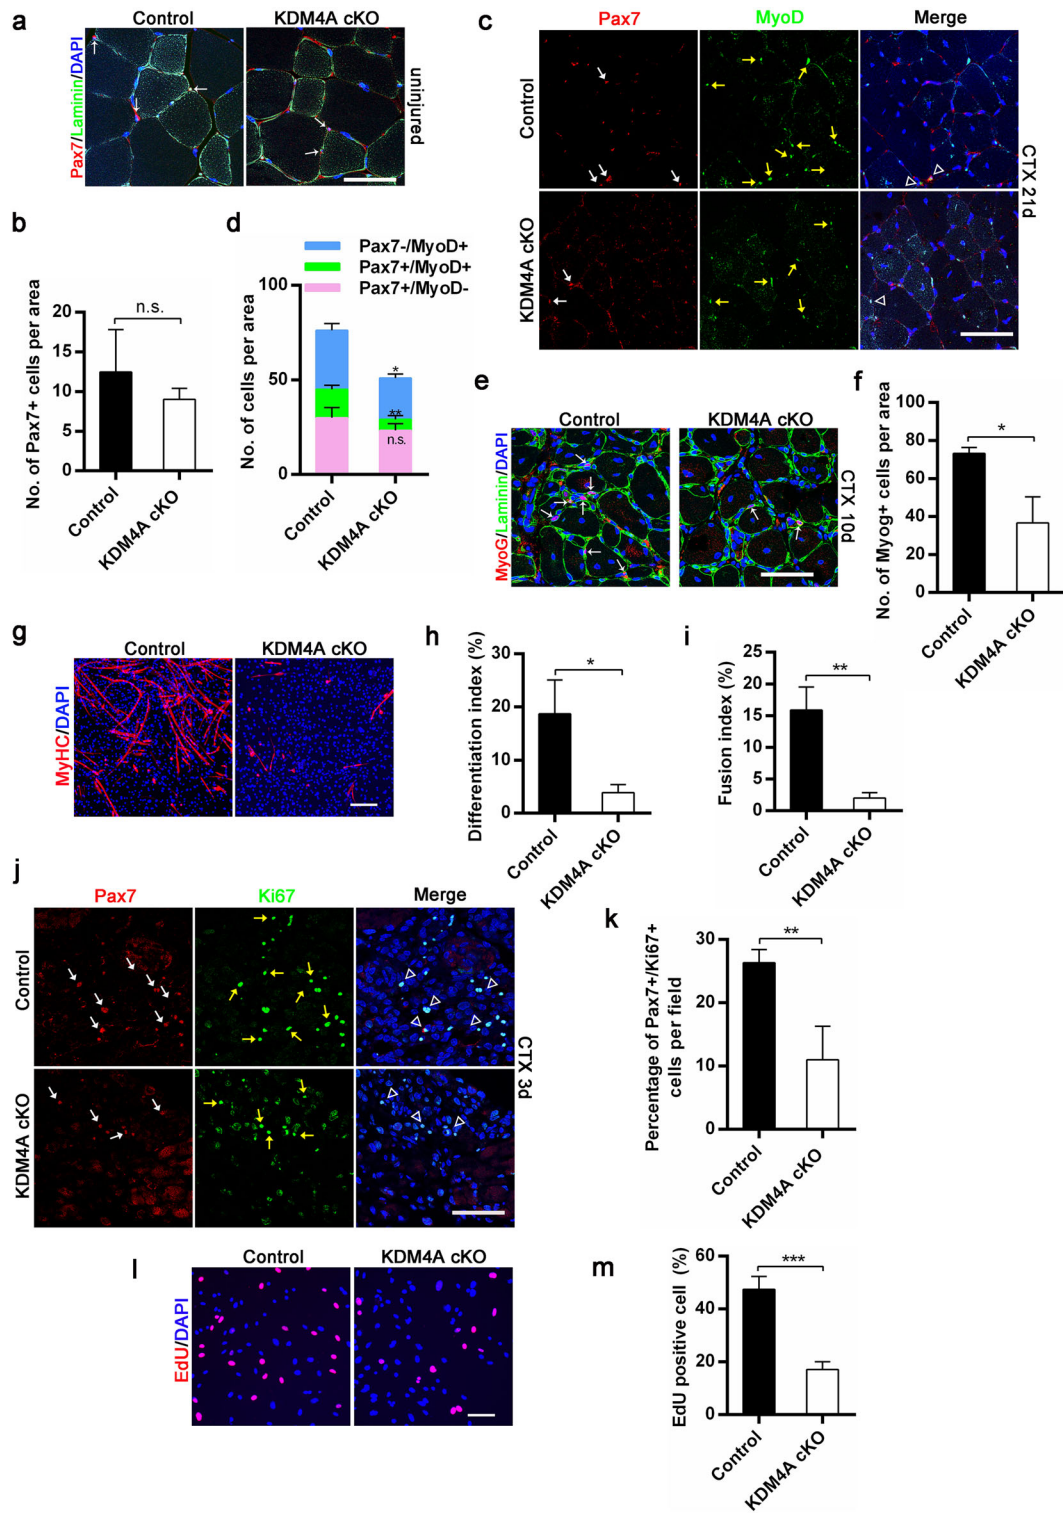 a
Control
KDM4A cKO
Pax7/Laminin/DAPI
uninjured
b
No. of Pax7+ cells per area
20
15
10
5
0
n.s.
Control
KDM4A cKO
c
Pax7
MyoD
Merge
Control
KDM4A cKO
CTX 21d
d
Pax7-/MyoD+
Pax7+/MyoD+
Pax7+/MyoD-
No. of cells per area
100
50
0
*
**
n.s.
Control
KDM4A cKO
e
Control
KDM4A cKO
MyoG/Laminin/DAPI
CTX 10d
f
No. of Myog+ cells per area
80
60
40
20
0
*
Control
KDM4A cKO
g
Control
KDM4A cKO
MyHC/DAPI
h
Differentiation index (%)
30
20
10
0
*
Control
KDM4A cKO
i
Fusion index (%)
25
20
15
10
5
0
**
Control
KDM4A cKO
j
Pax7
Ki67
Merge
Control
KDM4A cKO
CTX 3d
k
Percentage of Pax7+/Ki67+
cells per field
30
20
10
0
**
Control
KDM4A cKO
l
Control
KDM4A cKO
EdU/DAPI
m
EdU positive cell (%)
60
40
20
0
***
Control
KDM4A cKO